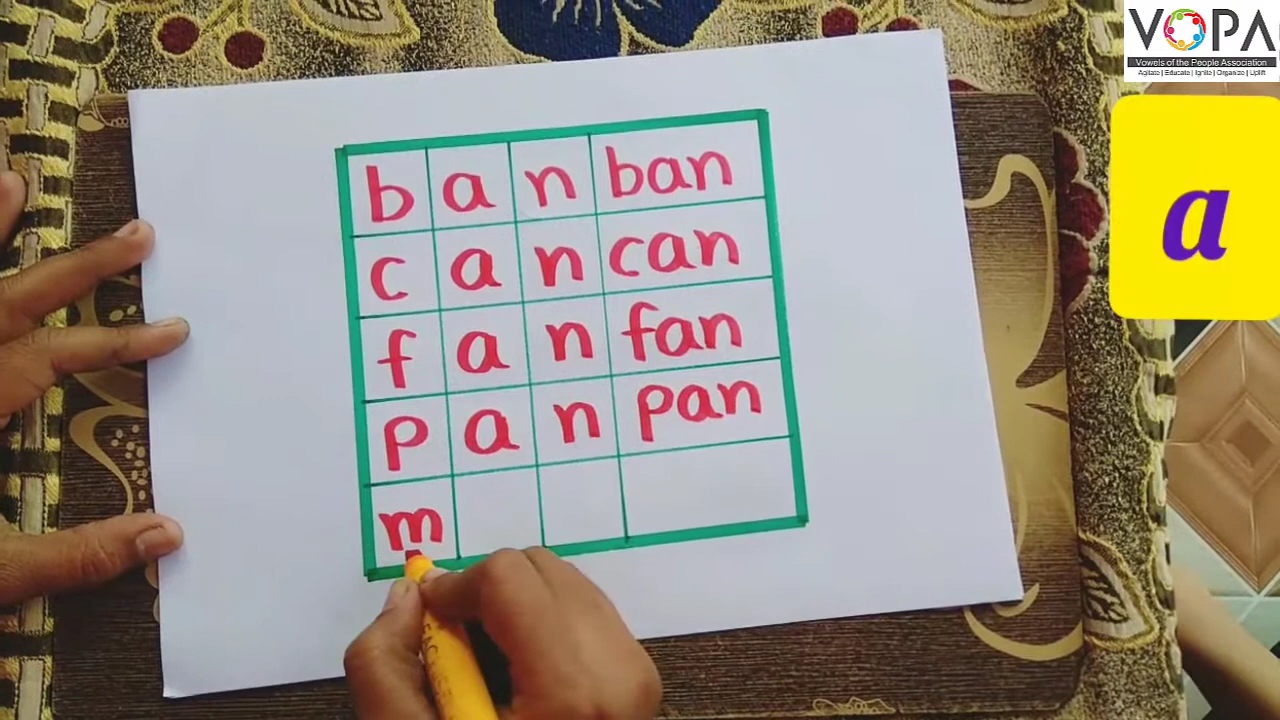 VOPA
Vowels of the People Association
Agitate | Educate | Ignite | Organize | Uplift
a
b a n ban
c a n can
f a n fan
p a n pan
m